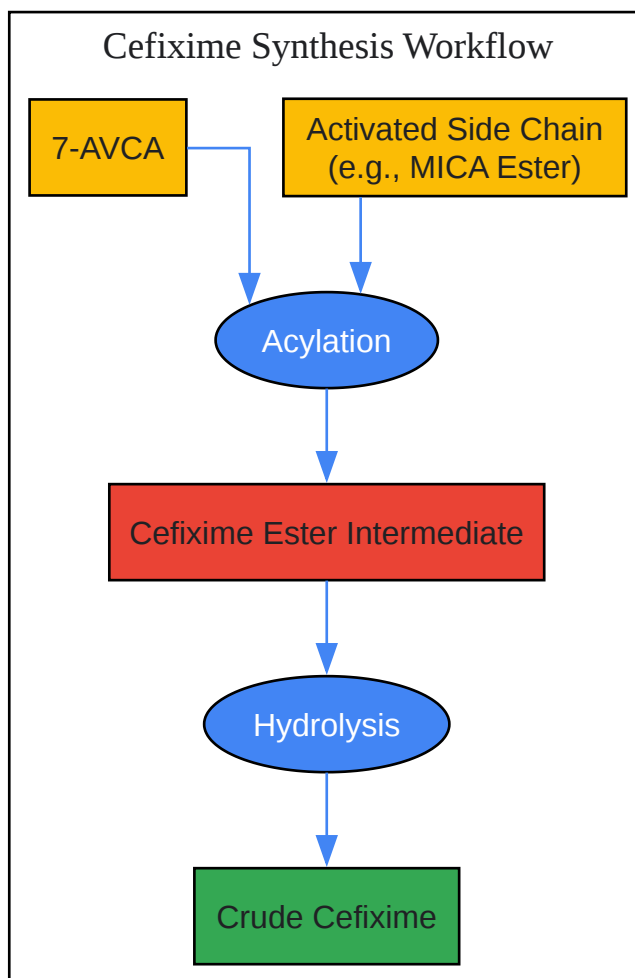 Cefixime Synthesis Workflow
7-AVCA
Activated Side Chain
(e.g., MICA Ester)
Acylation
Cefixime Ester Intermediate
Hydrolysis
Crude Cefixime